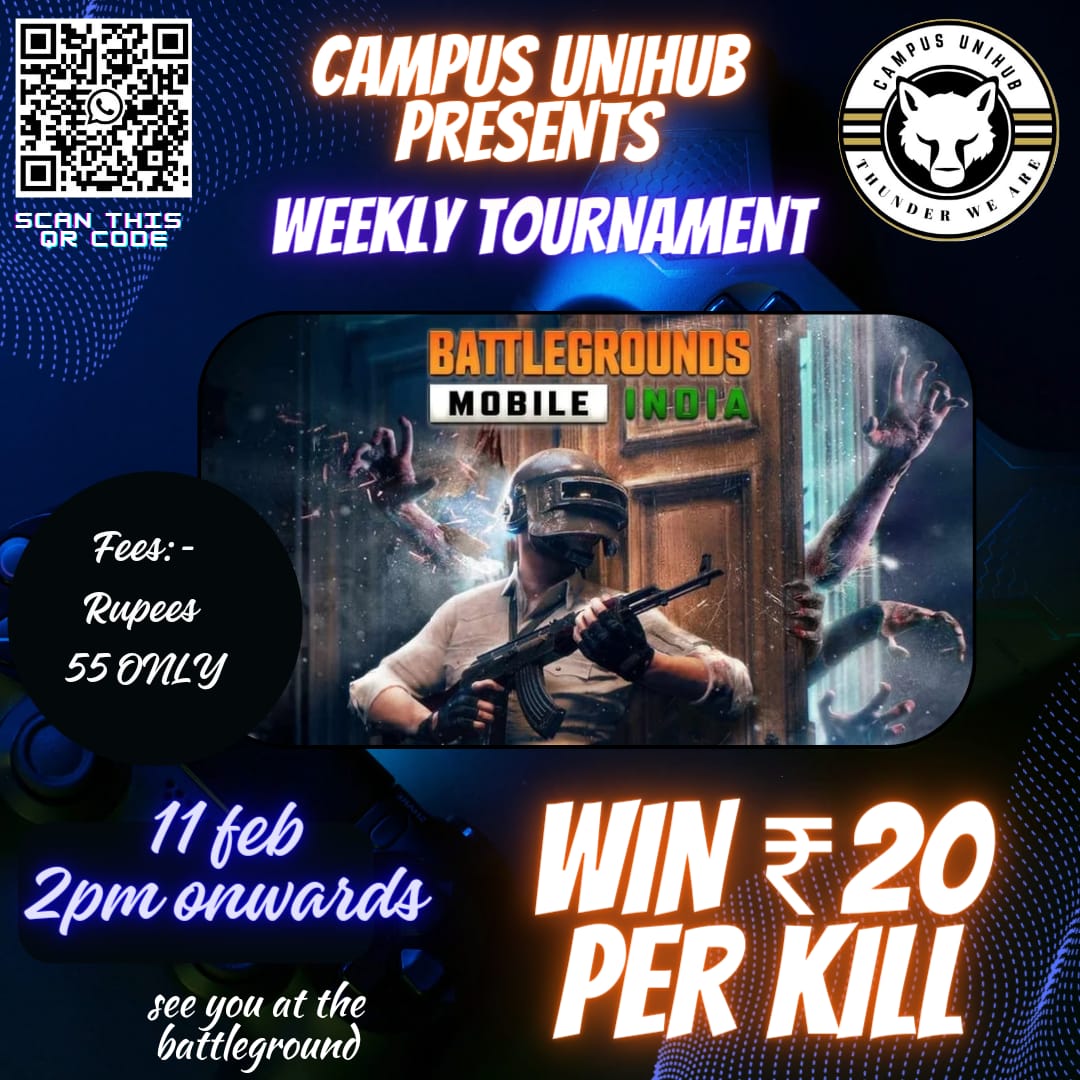 CAMPUS UNIHUB
PRESENTS
WEEKLY TOURNAMENT
SCAN THIS
QR CODE
CAMPUS UNIHUB
THUNDER WE ARE
BATTLEGROUNDS
MOBILE INDIA
Fees:-
Rupees
55 ONLY
11 feb
2pm onwards
WIN ₹ 20
PER KILL
see you at the
battleground